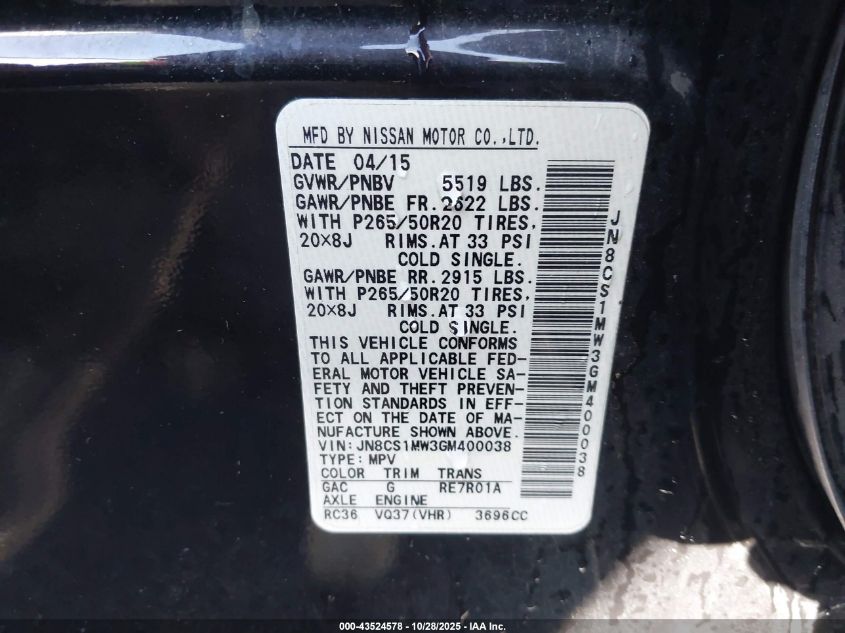 MFD BY NISSAN MOTOR CO.,LTD.
DATE 04/15
GVWR/PNBV 5519 LBS.
GAWR/PNBE FR. 2622 LBS.
WITH P265/50R20 TIRES,
20×8J RIMS.AT 33 PSI
COLD SINGLE.
GAWR/PNBE RR. 2915 LBS.
WITH P265/50R20 TIRES,
20×8J RIMS.AT 33 PSI
COLD SINGLE.
THIS VEHICLE CONFORMS
TO ALL APPLICABLE FED-
ERAL MOTOR VEHICLE SA-
FETY AND THEFT PREVEN-
TION STANDARDS IN EFF-
ECT ON THE DATE OF MA-
NUFACTURE SHOWN ABOVE.
VIN: JN8CS1MW3GM400038
TYPE: MPV
COLOR TRIM TRANS
GAC G RE7R01A
AXLE ENGINE
RC36 VQ37(VHR) 3696CC
JN8CS1MW3GM400038
000-43524578 - 10/28/2025 - IAA Inc.